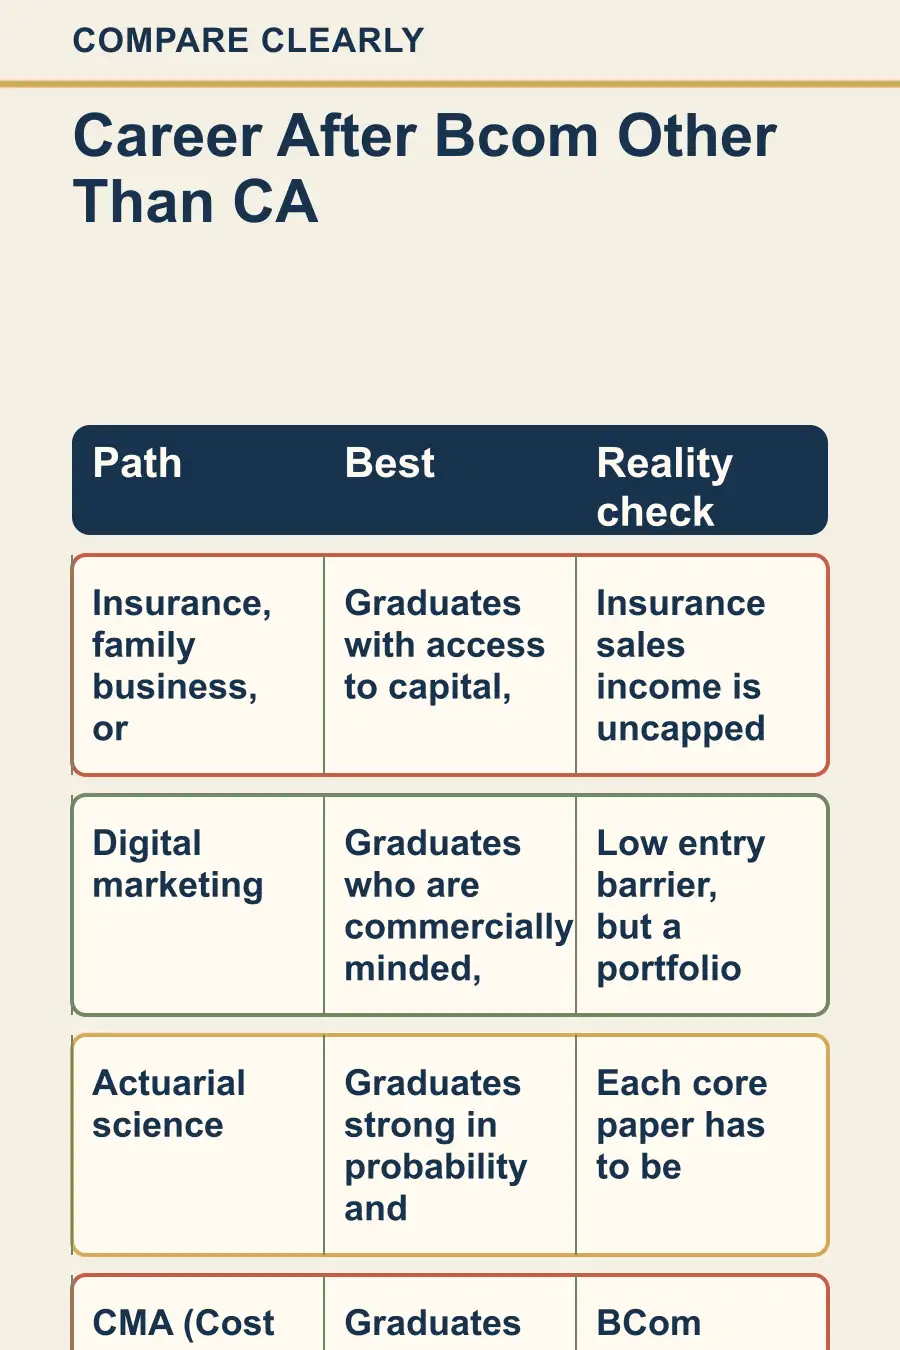 COMPARE CLEARLY
Career After Bcom Other
Than CA
Path
Best
Reality
check
Insurance,
family
business,
or
Graduates
with access
to capital,
Insurance
sales
income is
uncapped
Digital
marketing
Graduates
who are
commercially
minded,
Low entry
barrier,
but a
portfolio
Actuarial
science
Graduates
strong in
probability
and
Each core
paper has
to be
CMA (Cost
Graduates
BCom